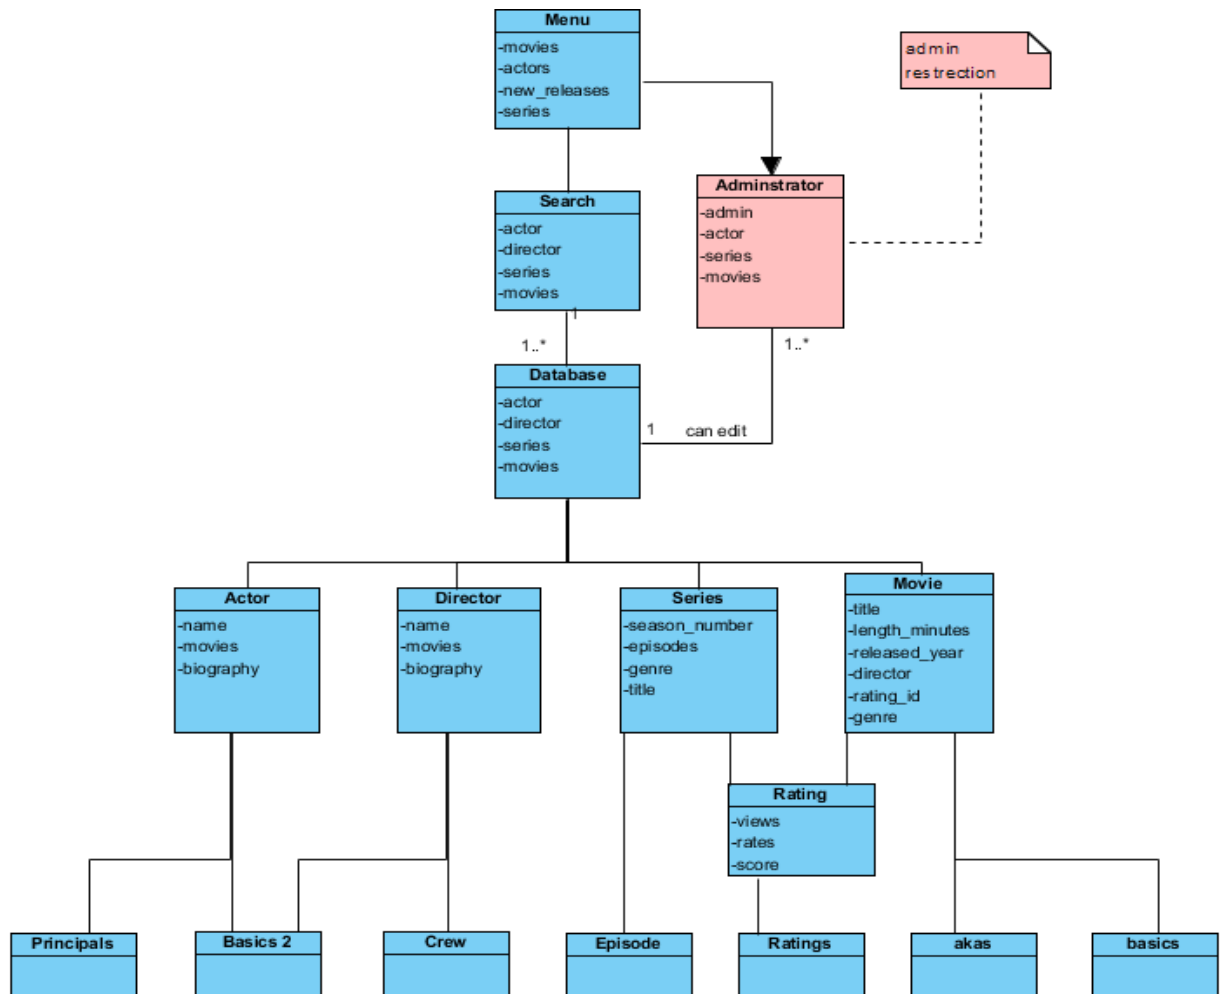 Menu
-movies
-actors
-new_releases
-series
admin
restrection
Search
-actor
-director
-series
-movies
Adminstrator
-admin
-actor
-series
-movies
1
1..*
1..*
Database
-actor
-director
-series
-movies
1
can edit
Actor
-name
-movies
-biography
Director
-name
-movies
-biography
Series
-season_number
-episodes
-genre
-title
Movie
-title
-length_minutes
-released_year
-director
-rating_id
-genre
Rating
-views
-rates
-score
Principals
Basics 2
Crew
Episode
Ratings
akas
basics